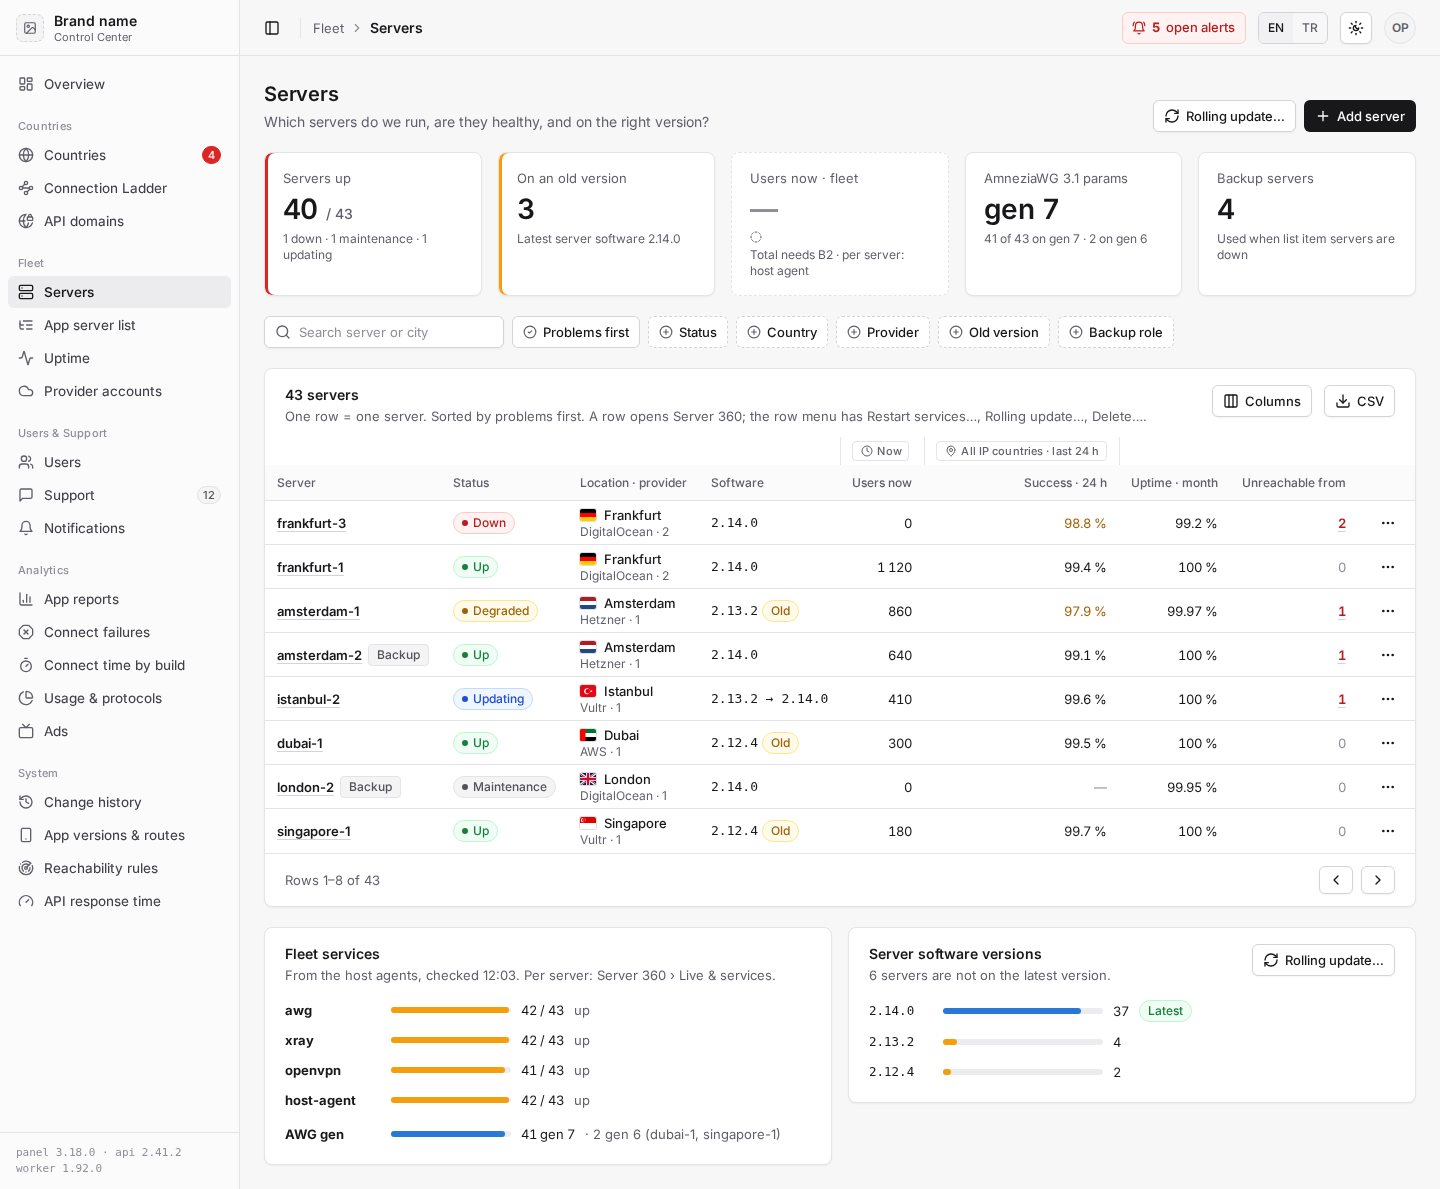 Brand name
Control Center
Fleet > Servers
5 open alerts
EN TR
OP
Overview
Countries
Countries 4
Connection Ladder
API domains
Fleet
Servers
App server list
Uptime
Provider accounts
Users & Support
Users
Support 12
Notifications
Analytics
App reports
Connect failures
Connect time by build
Usage & protocols
Ads
System
Change history
App versions & routes
Reachability rules
API response time
panel 3.18.0 · api 2.41.2
worker 1.92.0
Servers
Which servers do we run, are they healthy, and on the right version?
Rolling update...
Add server
Servers up
40 / 43
1 down · 1 maintenance · 1
updating
On an old version
3
Latest server software 2.14.0
Users now · fleet
—
Total needs B2 · per server:
host agent
AmneziaWG 3.1 params
gen 7
41 of 43 on gen 7 · 2 on gen 6
Backup servers
4
Used when list item servers are
down
Search server or city
Problems first
Status
Country
Provider
Old version
Backup role
43 servers
One row = one server. Sorted by problems first. A row opens Server 360; the row menu has Restart services..., Rolling update..., Delete....
Columns
CSV
Now
All IP countries · last 24 h
Server Status Location · provider Software Users now Success · 24 h Uptime · month Unreachable from
frankfurt-3 Down Frankfurt 2.14.0 0 98.8 % 99.2 % 2
DigitalOcean · 2
frankfurt-1 Up Frankfurt 2.14.0 1 120 99.4 % 100 % 0
DigitalOcean · 2
amsterdam-1 Degraded Amsterdam 2.13.2 Old 860 97.9 % 99.97 % 1
Hetzner · 1
amsterdam-2 Backup Up Amsterdam 2.14.0 640 99.1 % 100 % 1
Hetzner · 1
istanbul-2 Updating Istanbul 2.13.2 → 2.14.0 410 99.6 % 100 % 1
Vultr · 1
dubai-1 Up Dubai 2.12.4 Old 300 99.5 % 100 % 0
AWS · 1
london-2 Backup Maintenance London 2.14.0 0 — 99.95 % 0
DigitalOcean · 1
singapore-1 Up Singapore 2.12.4 Old 180 99.7 % 100 % 0
Vultr · 1
Rows 1–8 of 43
Fleet services
From the host agents, checked 12:03. Per server: Server 360 › Live & services.
awg 42 / 43 up
xray 42 / 43 up
openvpn 41 / 43 up
host-agent 42 / 43 up
AWG gen 41 gen 7 · 2 gen 6 (dubai-1, singapore-1)
Server software versions
6 servers are not on the latest version.
Rolling update...
2.14.0 37 Latest
2.13.2 4
2.12.4 2